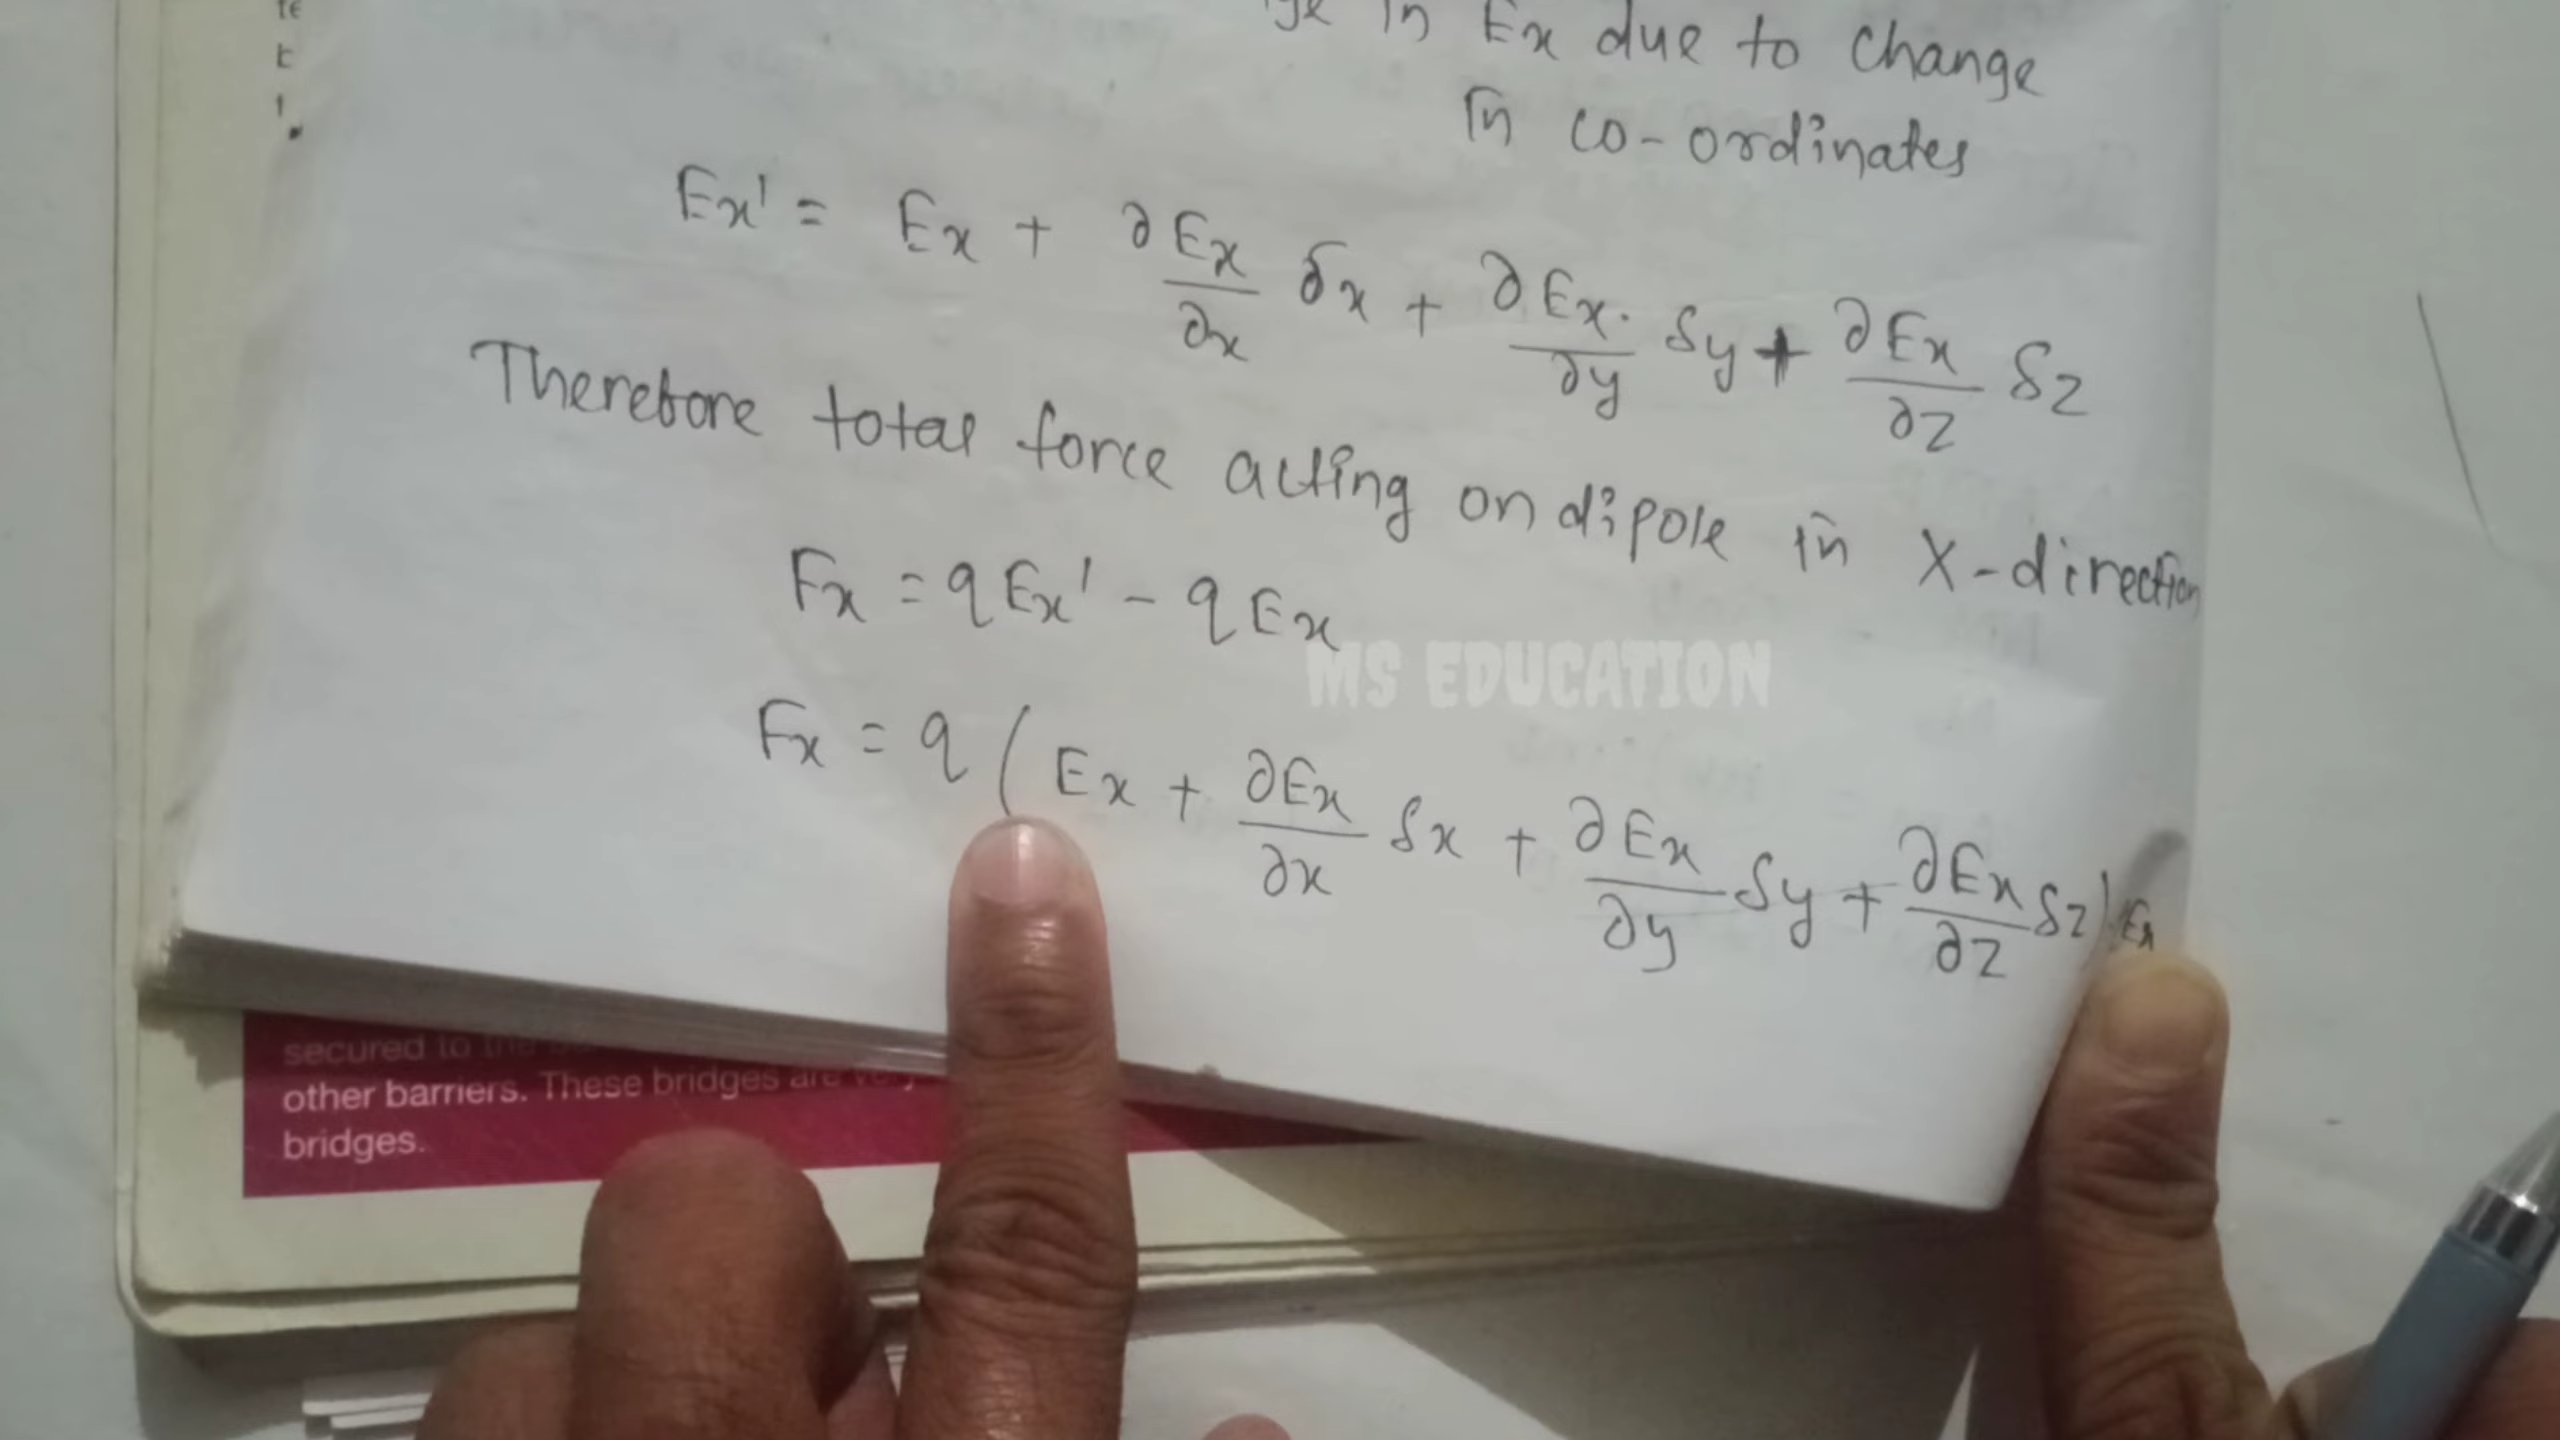 in Ex due to change
in co-ordinates
Ex' = Ex + ∂Ex/∂x δx + ∂Ex/∂y . δy + ∂Ex/∂z δz
Therefore total force acting on dipole in X-direction
Fx = qEx' - qEx
MS EDUCATION
Fx = q ( Ex + ∂Ex/∂x δx + ∂Ex/∂y δy + ∂Ex/∂z δz ) Ex
secured to
other barriers. These bridges are
bridges.